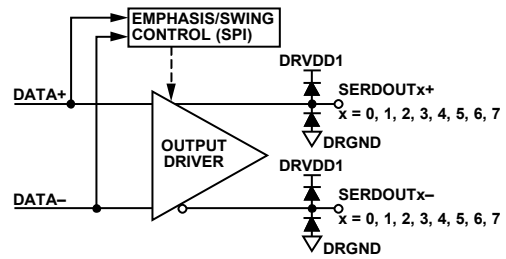 EMPHASIS/SWING
CONTROL (SPI)
DRVDD1
DATA+
SERDOUTx+
x = 0, 1, 2, 3, 4, 5, 6, 7
OUTPUT
DRIVER
DRGND
DRVDD1
DATA–
SERDOUTx–
x = 0, 1, 2, 3, 4, 5, 6, 7
DRGND